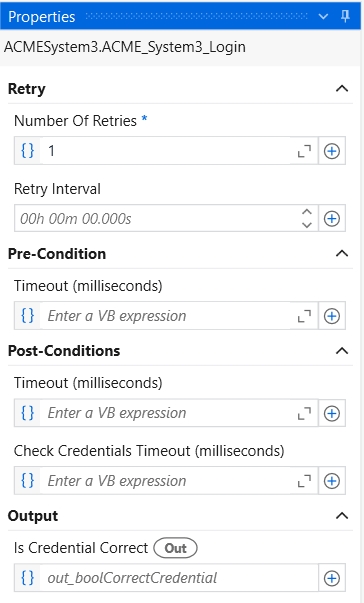 Properties
ACMESystem3.ACME_System3_Login
Retry
Number Of Retries *
{} 1
Retry Interval
00h 00m 00.000s
Pre-Condition
Timeout (milliseconds)
{} Enter a VB expression
Post-Conditions
Timeout (milliseconds)
{} Enter a VB expression
Check Credentials Timeout (milliseconds)
{} Enter a VB expression
Output
Is Credential Correct Out
{} out_boolCorrectCredential